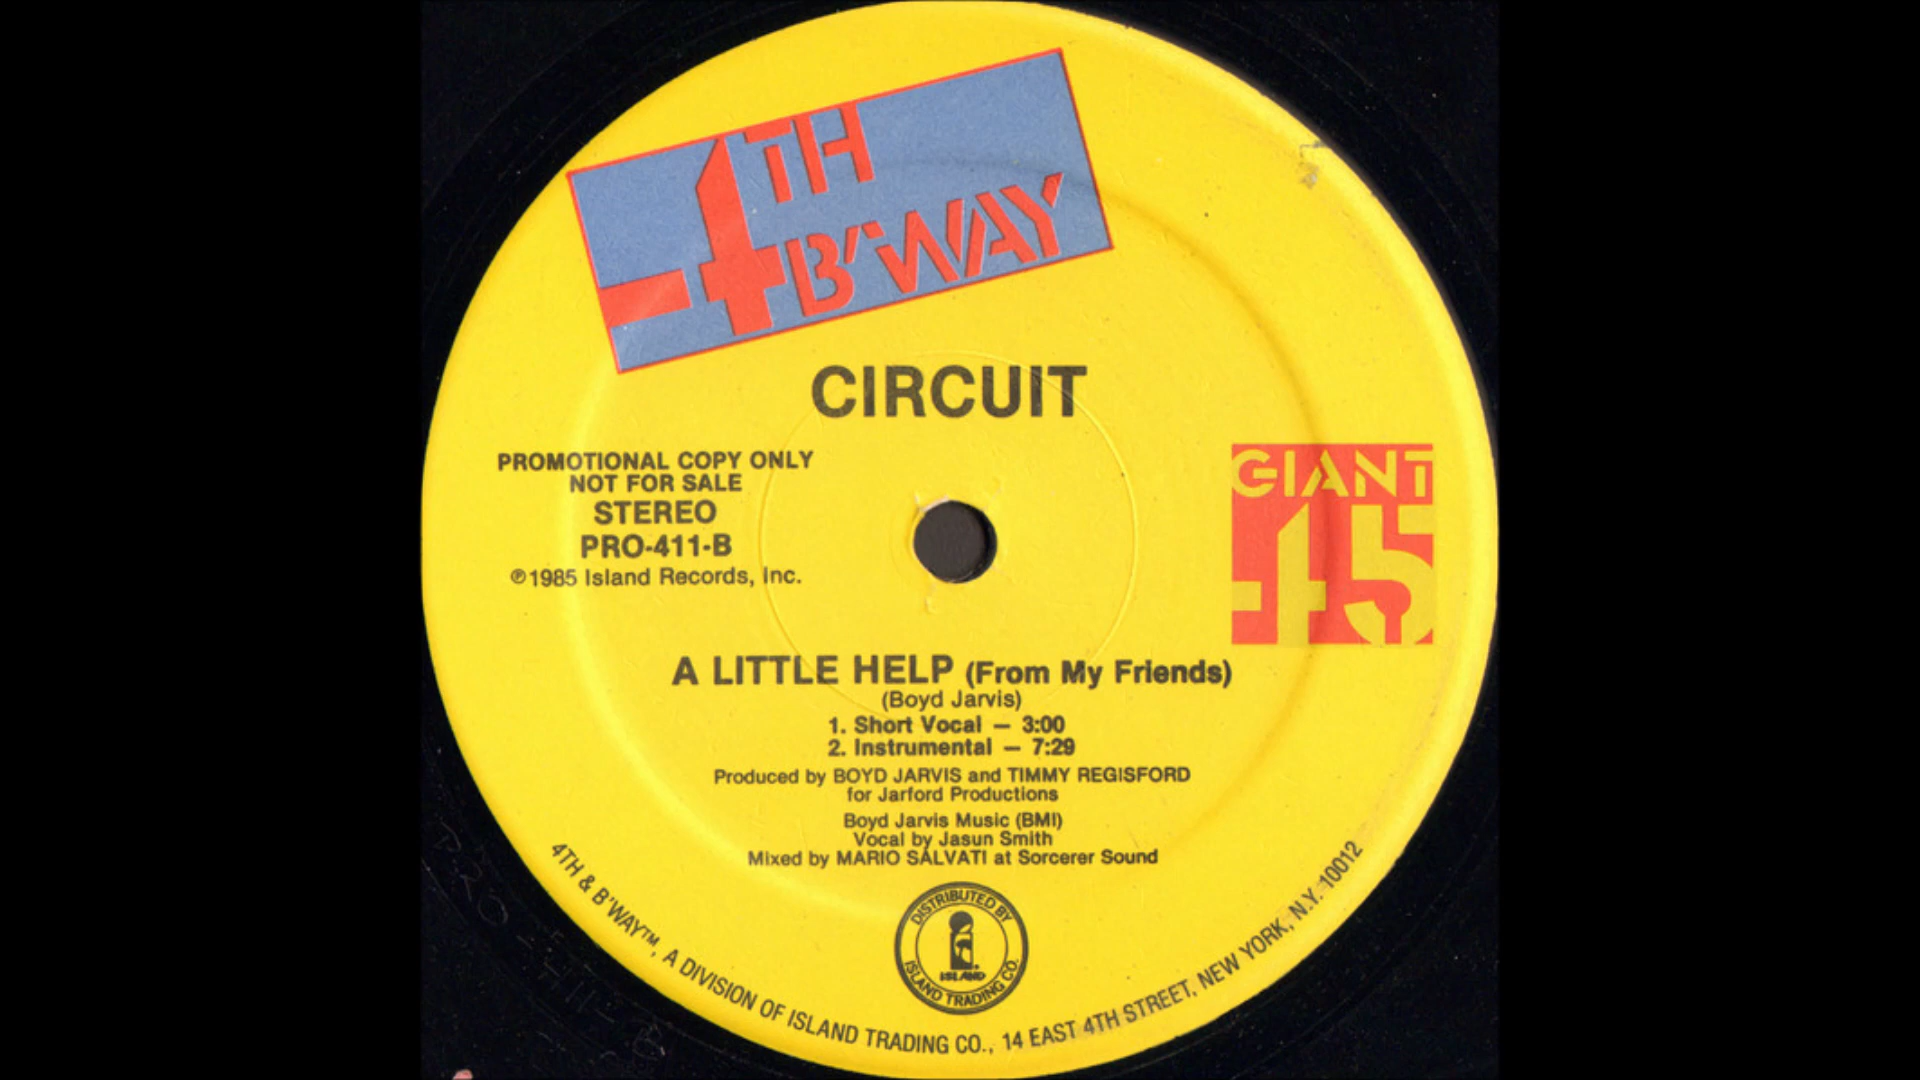 4TH
B'WAY
CIRCUIT
PROMOTIONAL COPY ONLY
NOT FOR SALE
STEREO
PRO-411-B
℗1985 Island Records, Inc.
GIANT
45
A LITTLE HELP (From My Friends)
(Boyd Jarvis)
1. Short Vocal – 3:00
2. Instrumental – 7:29
Produced by BOYD JARVIS and TIMMY REGISFORD
for Jarford Productions
Boyd Jarvis Music (BMI)
Vocal by Jasun Smith
Mixed by MARIO SALVATI at Sorcerer Sound
DISTRIBUTED BY
ISLAND
ISLAND TRADING CO.
4TH & B'WAY™, A DIVISION OF ISLAND TRADING CO., 14 EAST 4TH STREET, NEW YORK, N.Y. 10012
PRO-411-B